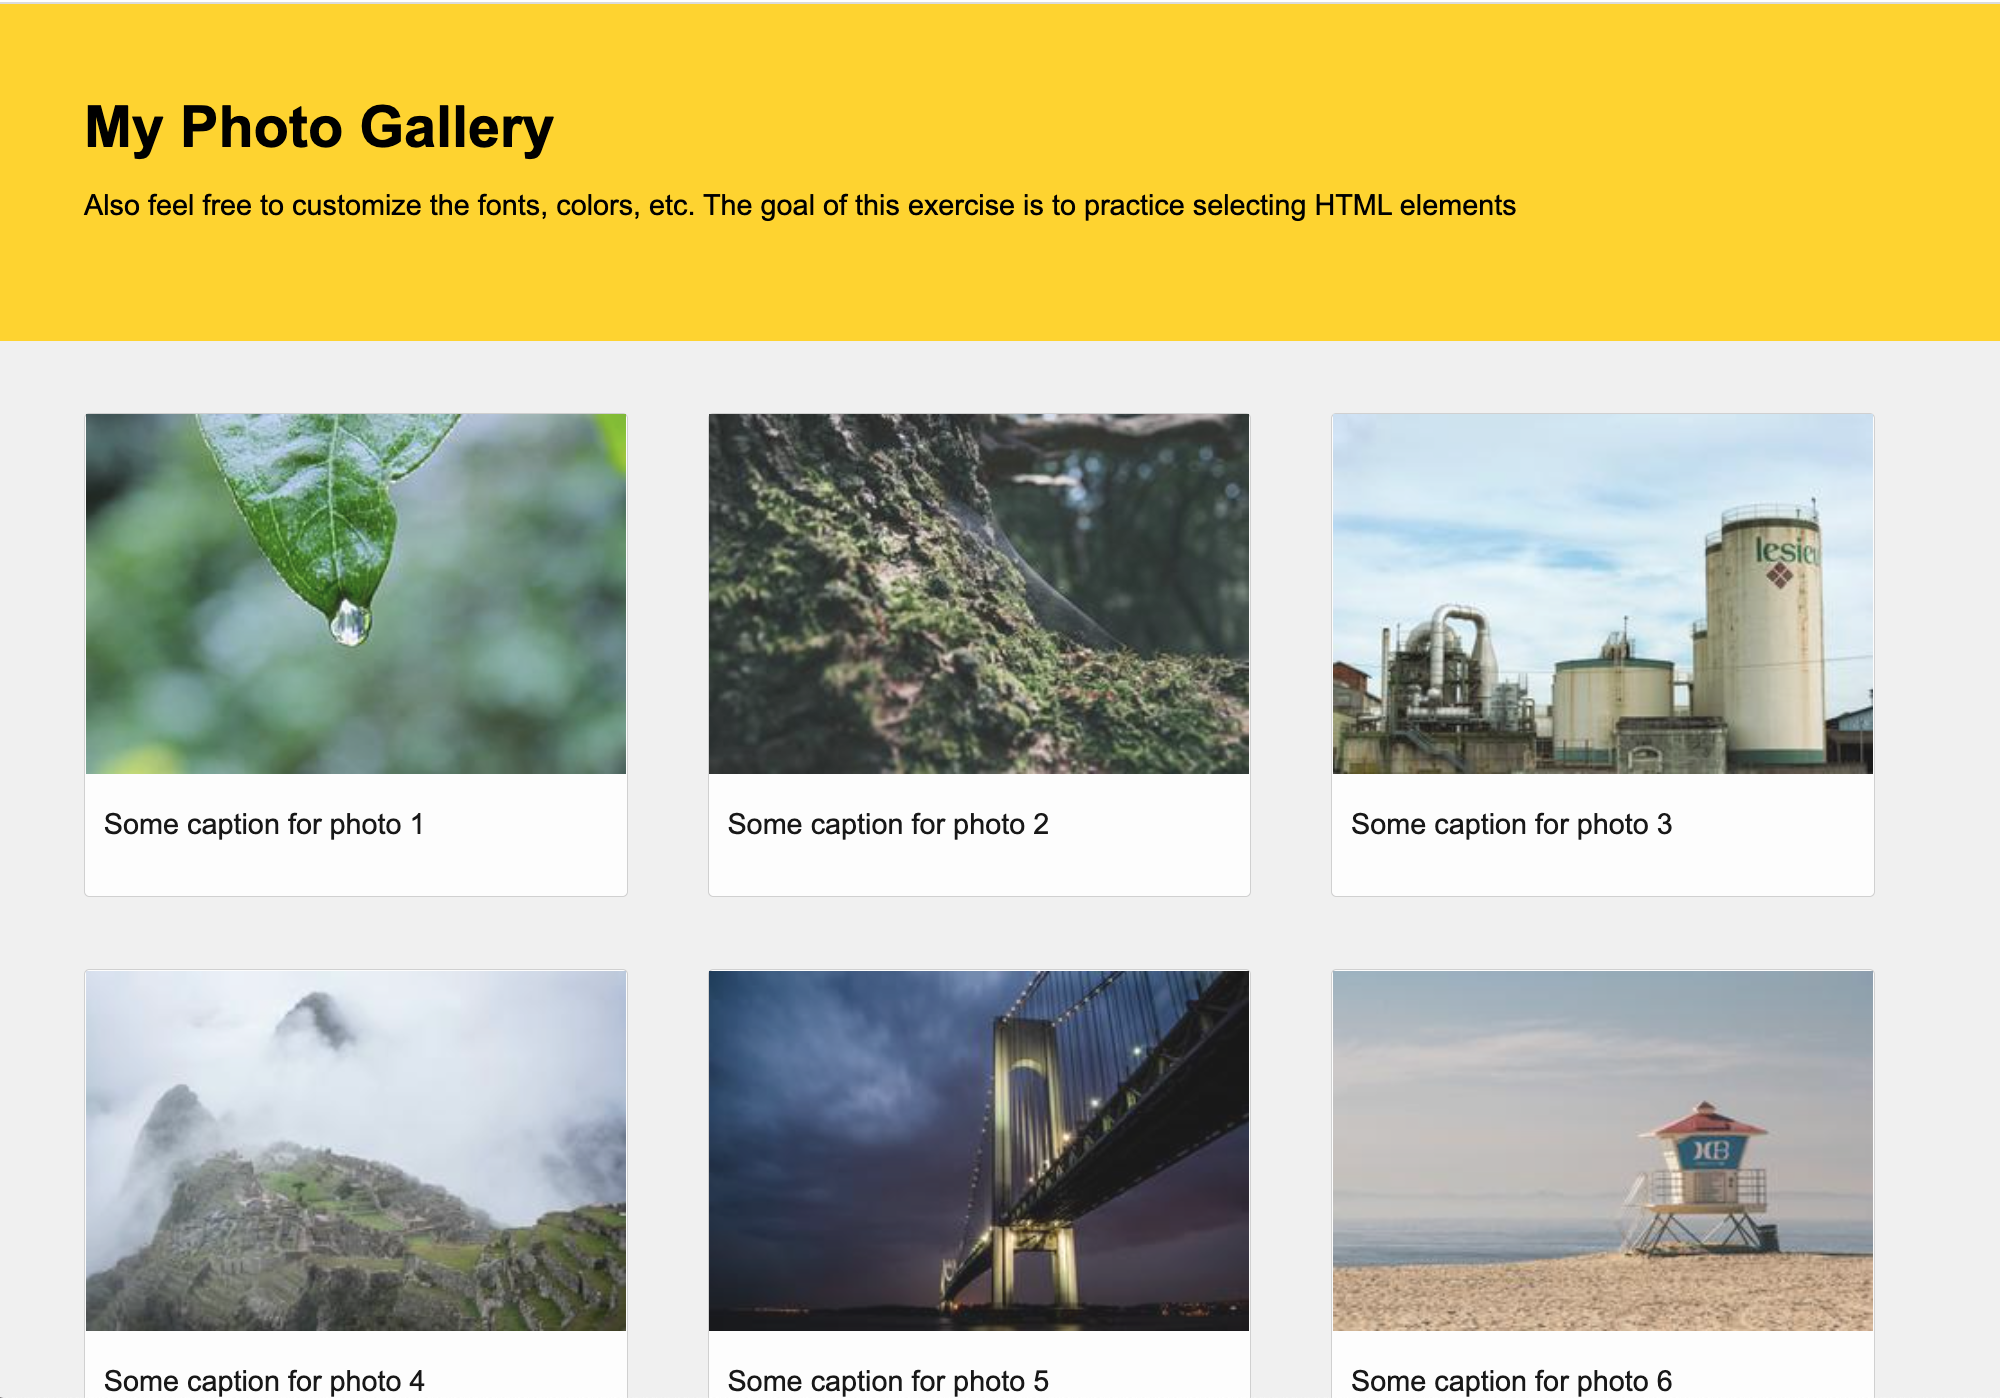 My Photo Gallery
Also feel free to customize the fonts, colors, etc. The goal of this exercise is to practice selecting HTML elements
lesieu
Some caption for photo 1
Some caption for photo 2
Some caption for photo 3
HB
Some caption for photo 4
Some caption for photo 5
Some caption for photo 6